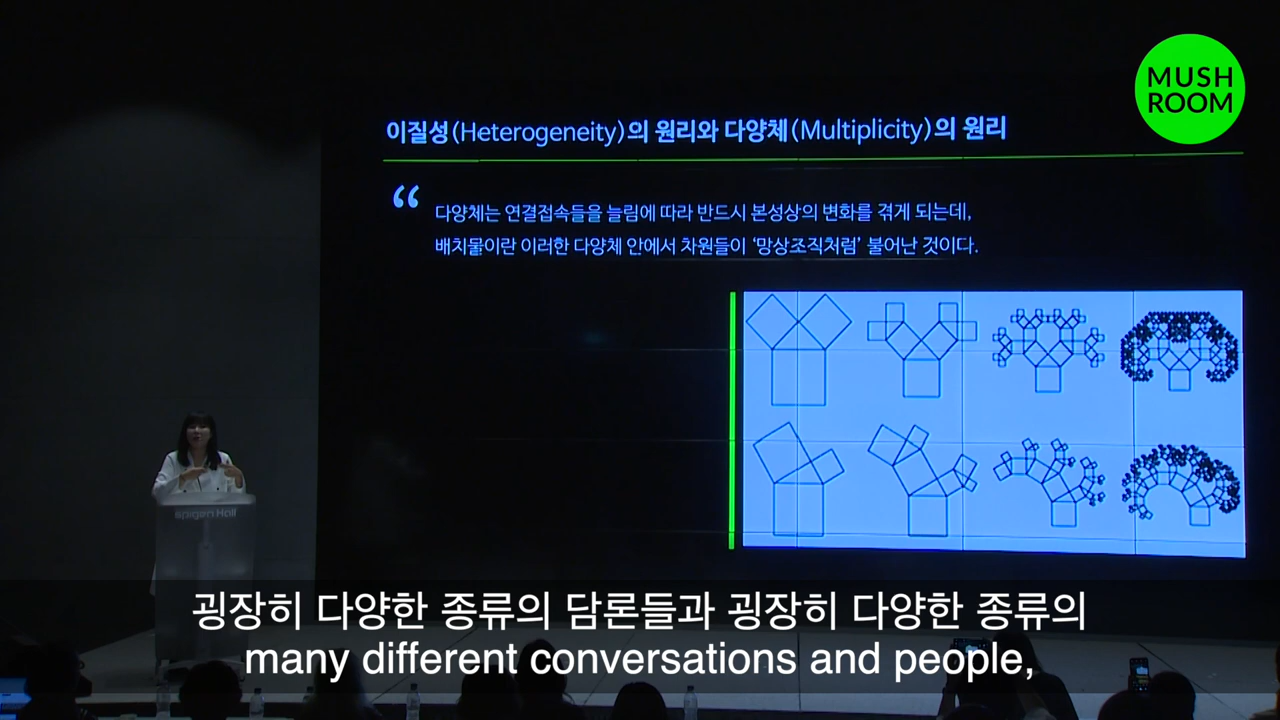 MUSH
ROOM
이질성(Heterogeneity)의 원리와 다양체(Multiplicity)의 원리
“
다양체는 연결접속들을 늘림에 따라 반드시 본성상의 변화를 겪게 되는데,
배치물이란 이러한 다양체 안에서 차원들이 ‘망상조직처럼’ 불어난 것이다.
Spigen Hall
굉장히 다양한 종류의 담론들과 굉장히 다양한 종류의
many different conversations and people,